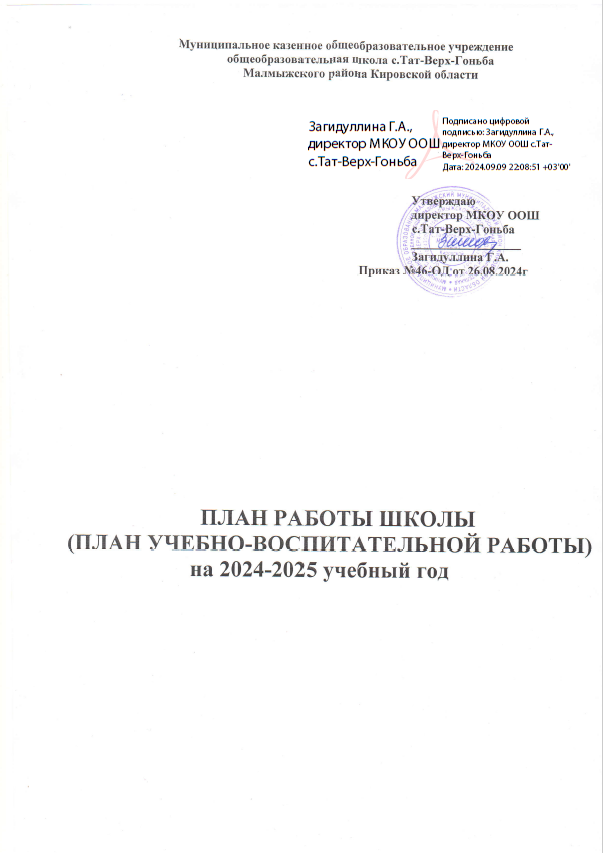 Муниципальное казенное общеобразовательное учреждение
общеобразовательная школа с.Тат-Верх-Гоньба
Малмыжского района Кировской области
Загидуллина Г.А.,
директор МКОУ ООШ
с.Тат-Верх-Гоньба
Подписано цифровой
подписью: Загидуллина Г.А.,
директор МКОУ ООШ с.Тат-
Верх-Гоньба
Дата: 2024.09.09 22:08:51 +03'00'
Утверждаю
директор МКОУ ООШ
с.Тат-Верх-Гоньба
Загидуллина Г.А.
Приказ №46-ОД от 26.08.2024г
ПЛАН РАБОТЫ ШКОЛЫ
(ПЛАН УЧЕБНО-ВОСПИТАТЕЛЬНОЙ РАБОТЫ)
на 2024-2025 учебный год